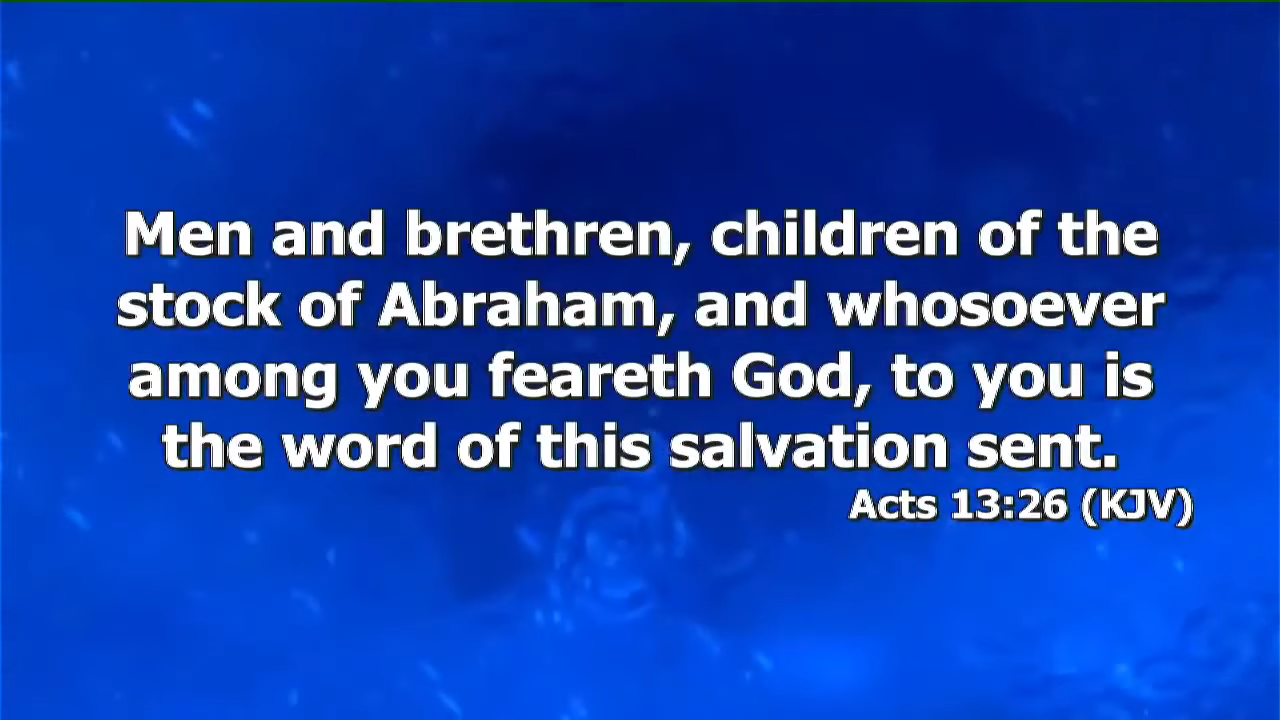 Men and brethren, children of the
stock of Abraham, and whosoever
among you feareth God, to you is
the word of this salvation sent.
Acts 13:26 (KJV)